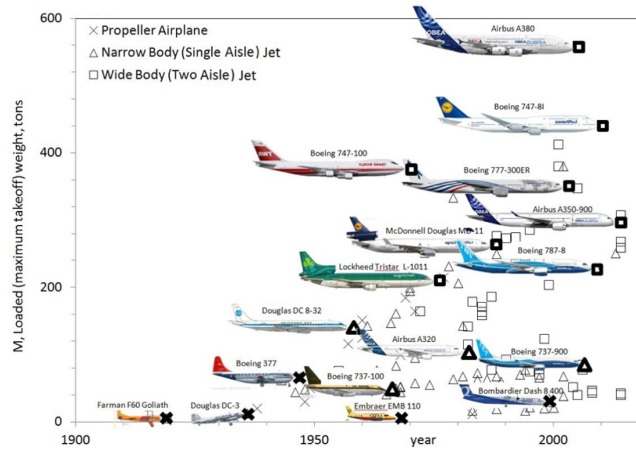 600
× Propeller Airplane
△ Narrow Body (Single Aisle) Jet
□ Wide Body (Two Aisle) Jet
Airbus A380
Boeing 747-8I
400
Boeing 747-100
Boeing 777-300ER
Airbus A350-900
McDonnell Douglas MD-11
Boeing 787-8
Lockheed Tristar L-1011
200
Douglas DC 8-32
Airbus A320
Boeing 737-900
Boeing 377
Boeing 737-100
Bombardier Dash 8 400
Farman F60 Goliath
Douglas DC-3
Embraer EMB 110
0
1900
1950
year
2000
M, Loaded (maximum takeoff) weight, tons